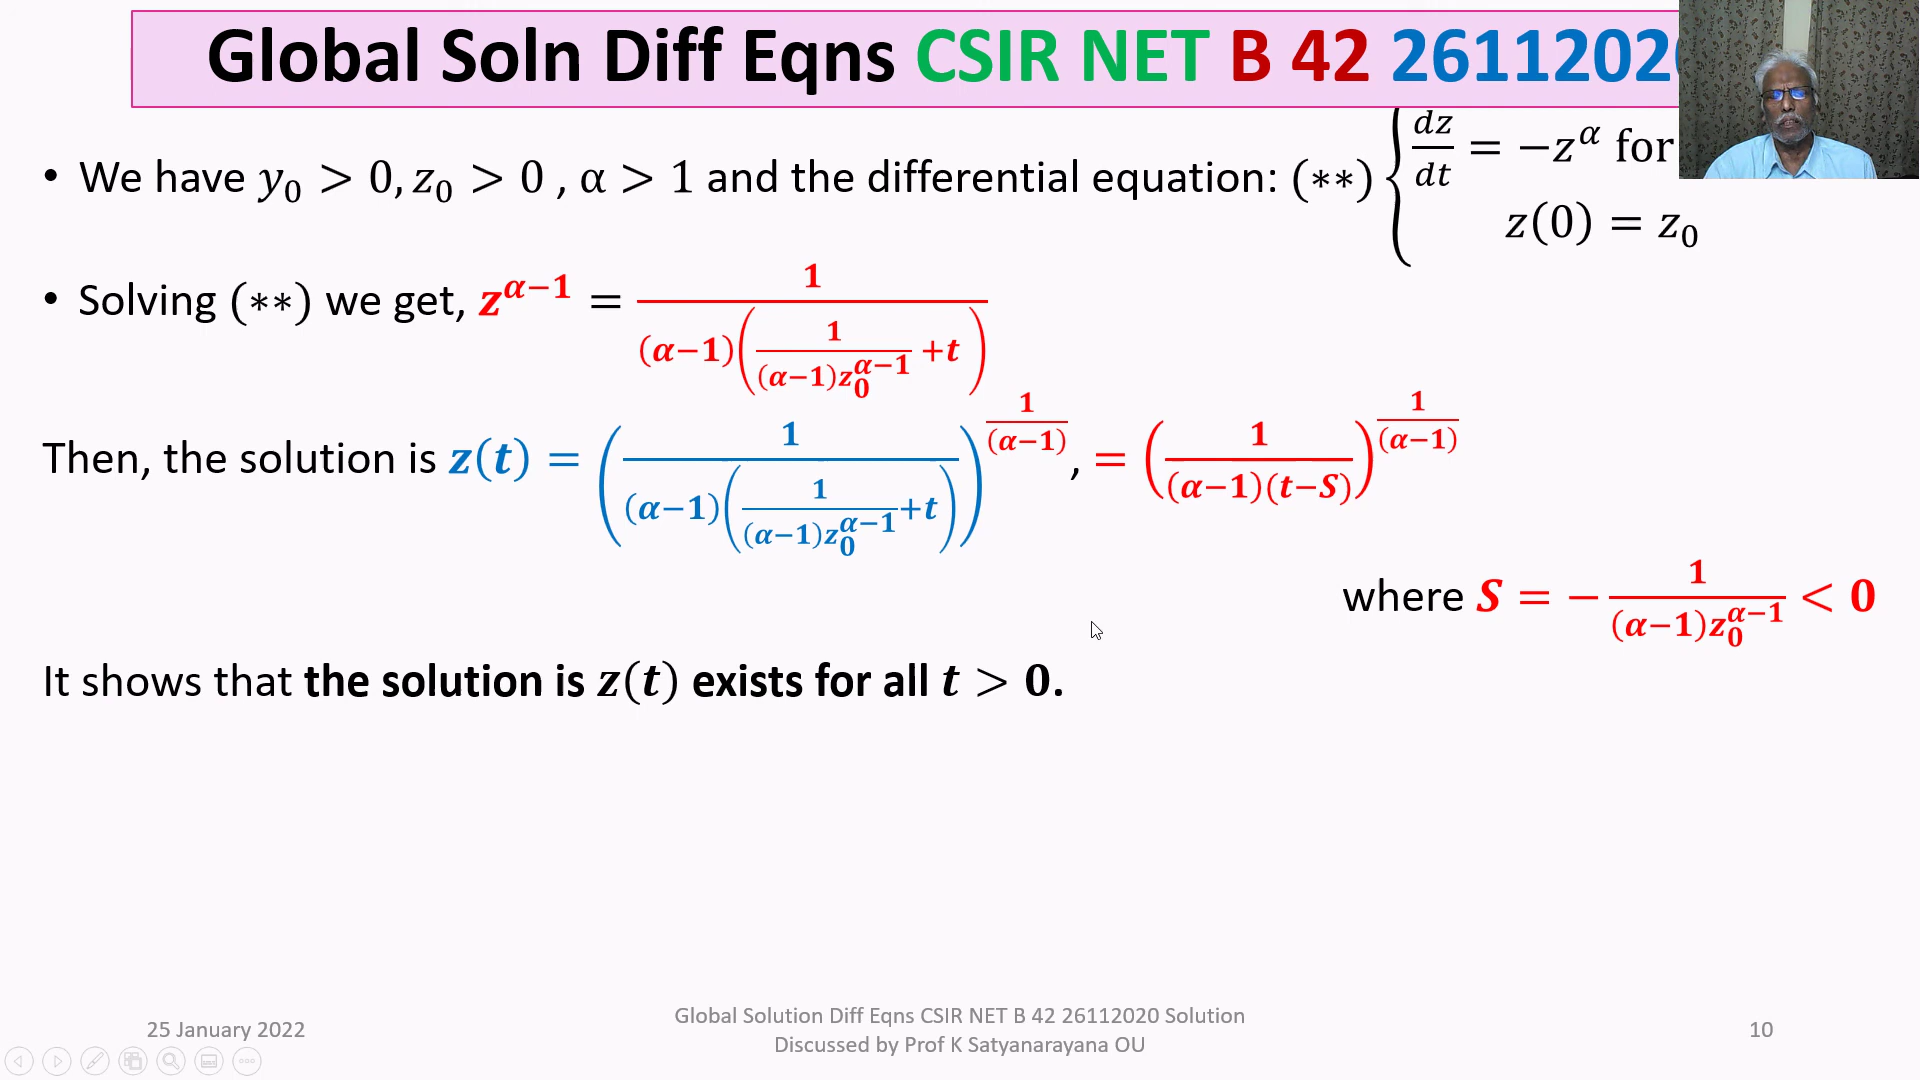 Global Soln Diff Eqns CSIR NET B 42 2611202
• We have y₀ > 0, z₀ > 0 , α > 1 and the differential equation: (∗∗) { dz/dt = −z^α for
z(0) = z₀
• Solving (∗∗) we get, z^(α−1) = 1/((α−1)(1/((α−1)z₀^(α−1)) +t))
Then, the solution is z(t) = (1/((α−1)(1/((α−1)z₀^(α−1))+t)))^(1/(α−1)), = (1/((α−1)(t−S)))^(1/(α−1))
where S = − 1/((α−1)z₀^(α−1)) < 0
It shows that the solution is z(t) exists for all t > 0.
25 January 2022
Global Solution Diff Eqns CSIR NET B 42 26112020 Solution
Discussed by Prof K Satyanarayana OU
10